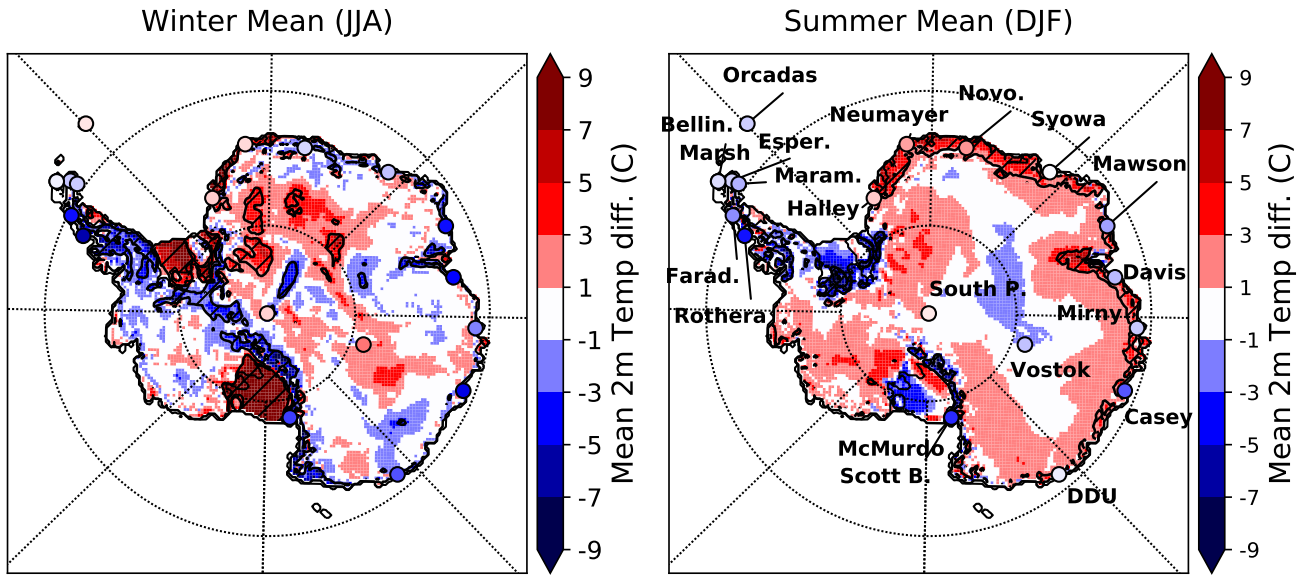 Winter Mean (JJA)
Summer Mean (DJF)
9
7
5
3
1
-1
-3
-5
-7
-9
Mean 2m Temp diff. (C)
Orcadas
Novo.
Neumayer
Syowa
Bellin.
Esper.
Marsh
Mawson
Maram.
Halley
Farad.
Davis
South P.
Rothera
Mirny
Vostok
Casey
McMurdo
Scott B.
DDU
9
7
5
3
1
-1
-3
-5
-7
-9
Mean 2m Temp diff. (C)